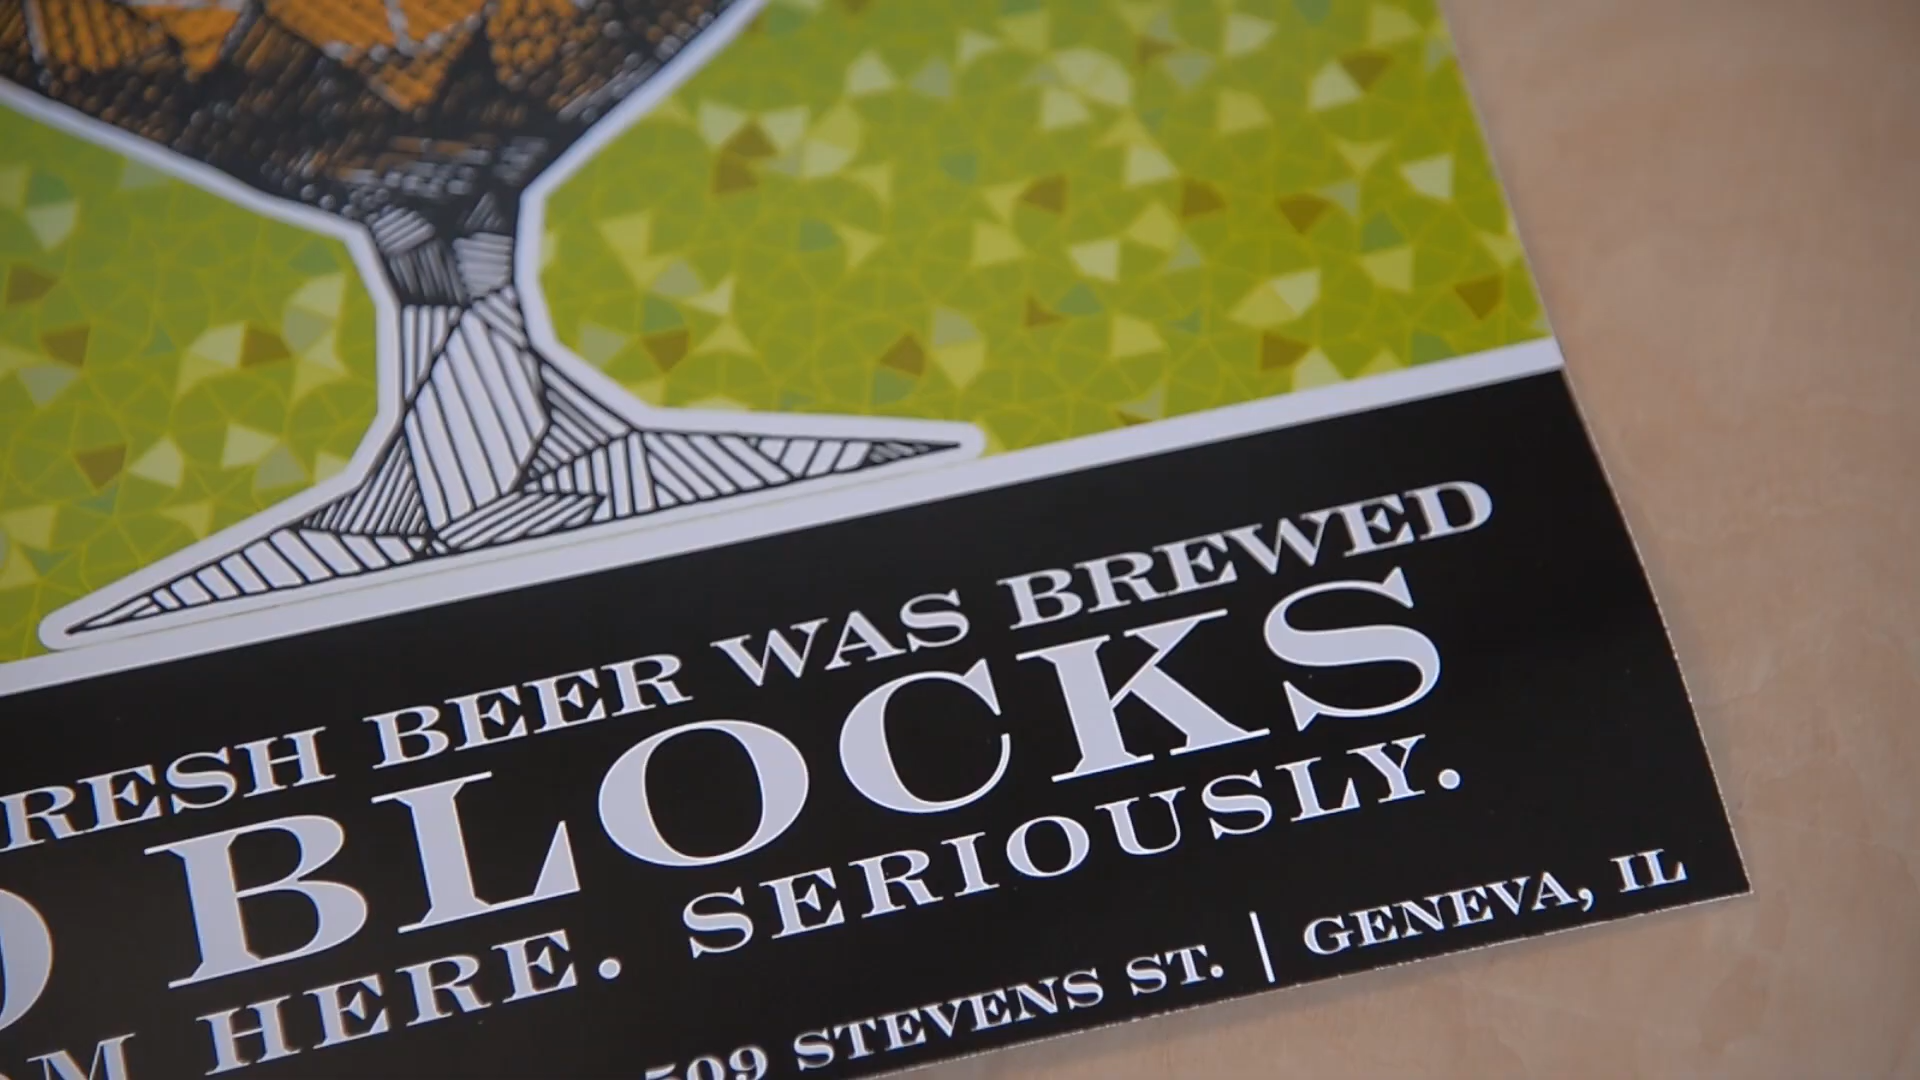 RESH BEER WAS BREWED
BLOCKS
HERE. SERIOUSLY.
509 STEVENS ST. | GENEVA, IL